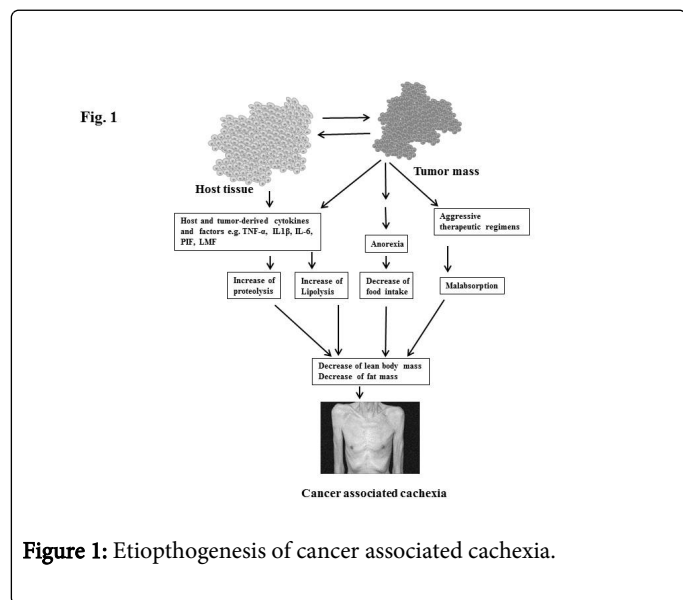 Fig. 1
Host tissue
Tumor mass
Host and tumor-derived cytokines
and factors e.g. TNF-α, IL1β, IL-6,
PIF, LMF
Aggressive
therapeutic regimens
Anorexia
Increase of
proteolysis
Increase of
Lipolysis
Decrease of
food intake
Malabsorption
Decrease of lean body mass
Decrease of fat mass
Cancer associated cachexia
Figure 1: Etiopthogenesis of cancer associated cachexia.